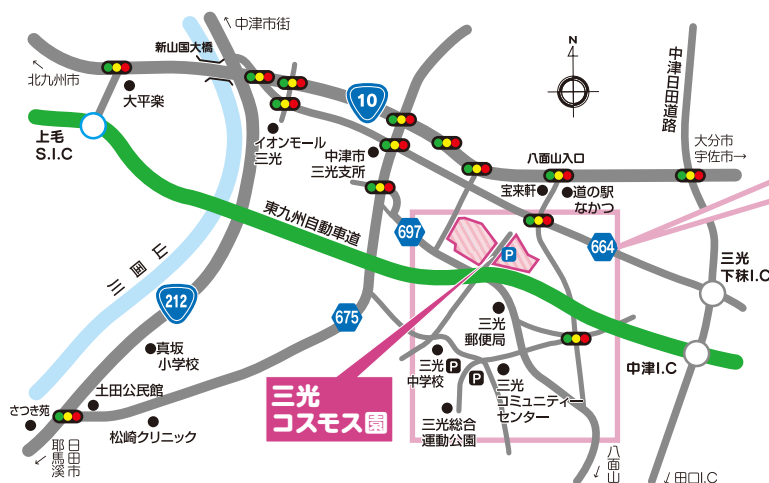 ↖中津市街
新山国大橋
↖
北九州市
大平楽
10
N
中津日田道路
上毛
S.I.C
イオンモール
三光
中津市
三光支所
八面山入口
大分市
宇佐市→
宝来軒
道の駅
なかつ
東九州自動車道
697
P
664
山国川
三光
下秣I.C
212
675
三光
郵便局
真坂
小学校
三光
中学校
P
P
中津I.C
三光
コスモス園
三光
コミュニティー
センター
土田公民館
さつき苑
松崎クリニック
三光総合
運動公園
↙
日田市
耶馬溪
↙
八面山
↙田口I.C